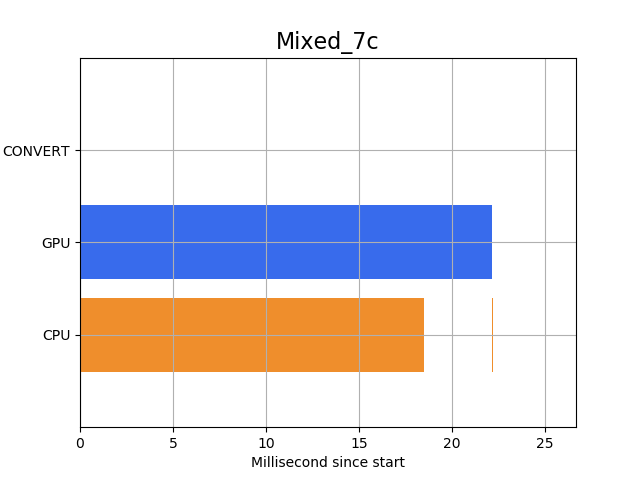 Mixed_7c
CONVERT
GPU
CPU
0 5 10 15 20 25
Millisecond since start